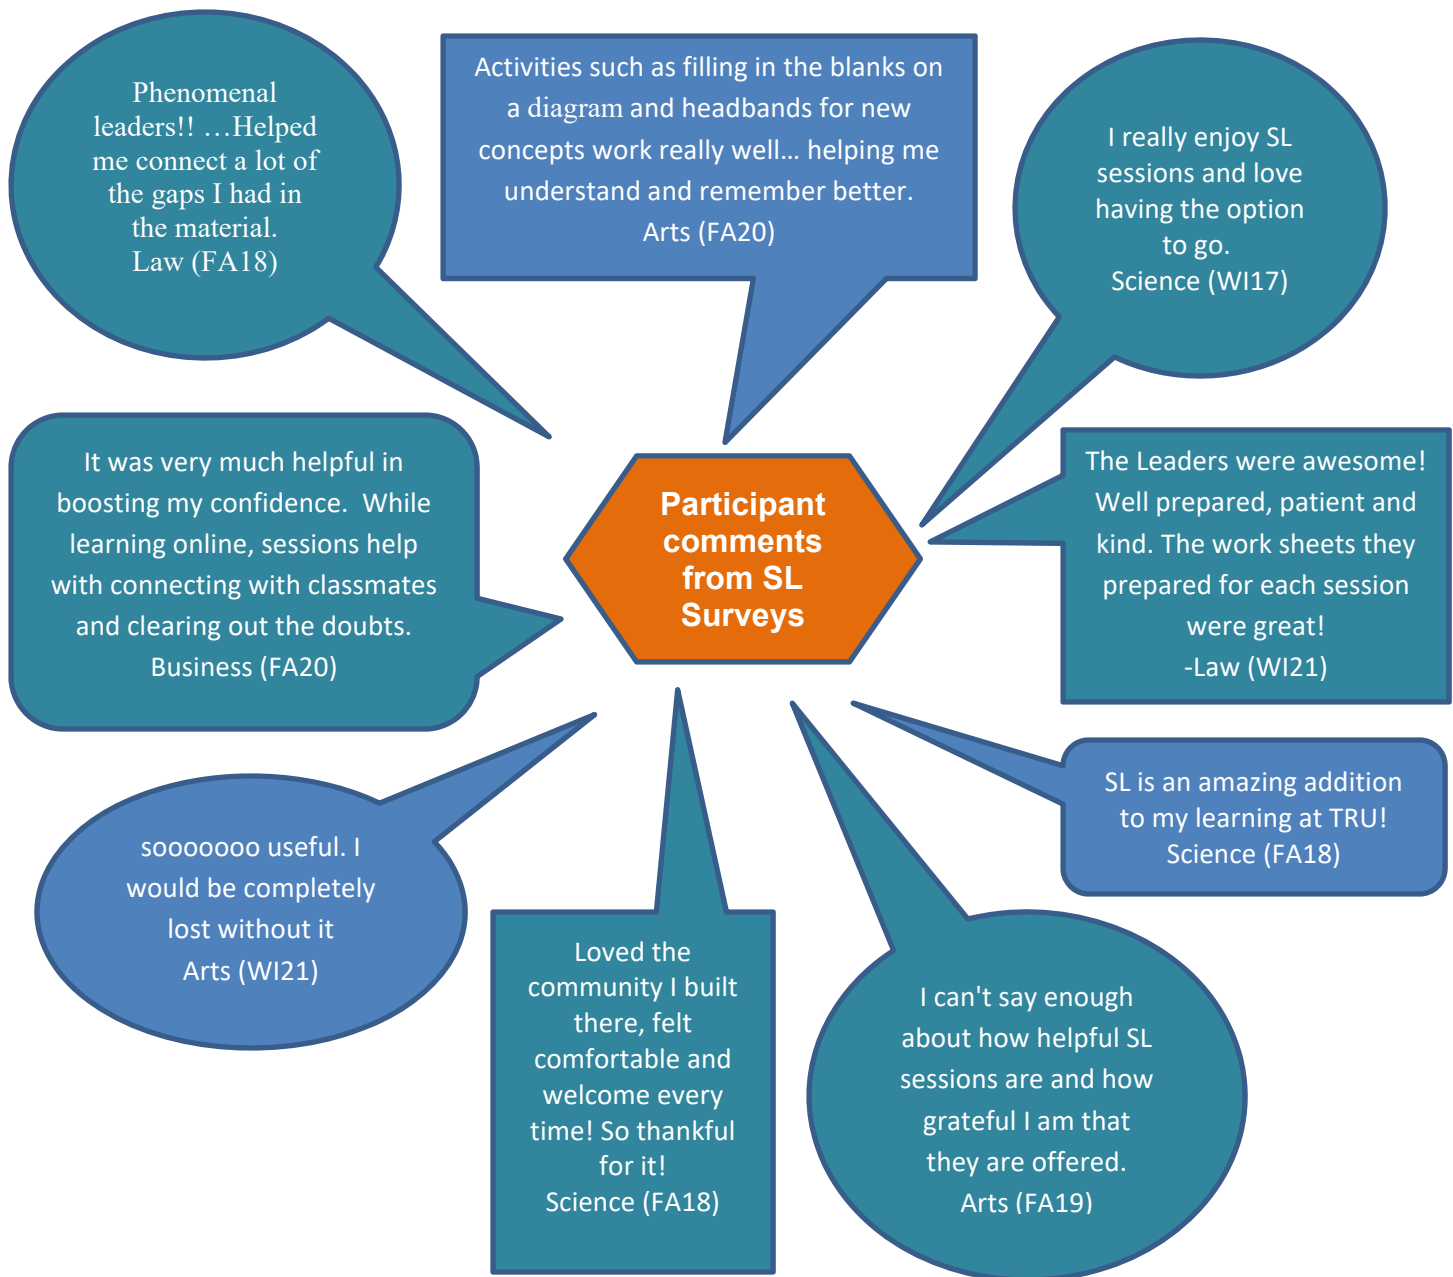 Phenomenal
leaders!! …Helped
me connect a lot of
the gaps I had in
the material.
Law (FA18)
Activities such as filling in the blanks on
a diagram and headbands for new
concepts work really well… helping me
understand and remember better.
Arts (FA20)
I really enjoy SL
sessions and love
having the option
to go.
Science (WI17)
It was very much helpful in
boosting my confidence.  While
learning online, sessions help
with connecting with classmates
and clearing out the doubts.
Business (FA20)
Participant
comments
from SL
Surveys
The Leaders were awesome!
Well prepared, patient and
kind. The work sheets they
prepared for each session
were great!
-Law (WI21)
SL is an amazing addition
to my learning at TRU!
Science (FA18)
sooooooo useful. I
would be completely
lost without it
Arts (WI21)
Loved the
community I built
there, felt
comfortable and
welcome every
time! So thankful
for it!
Science (FA18)
I can't say enough
about how helpful SL
sessions are and how
grateful I am that
they are offered.
Arts (FA19)